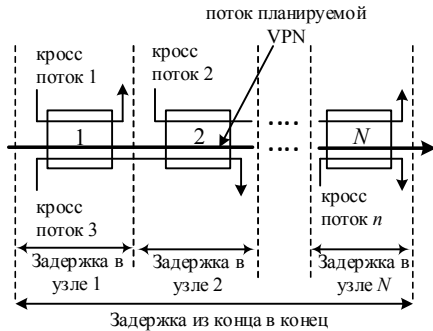 поток планируемой
VPN
кросс
поток 1
кросс
поток 2
1
2
....
....
N
кросс
поток 3
кросс
поток n
Задержка в
узле 1
Задержка в
узле 2
Задержка в
узле N
Задержка из конца в конец